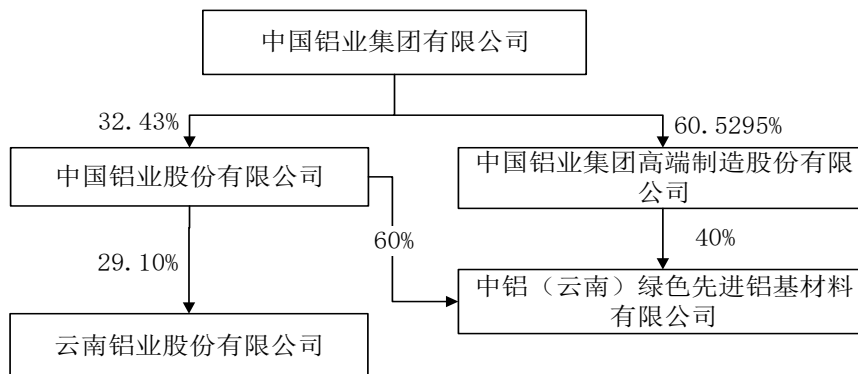 中国铝业集团有限公司
32.43%
60.5295%
中国铝业股份有限公司
中国铝业集团高端制造股份有限
公司
60%
40%
29.10%
中铝（云南）绿色先进铝基材料
有限公司
云南铝业股份有限公司